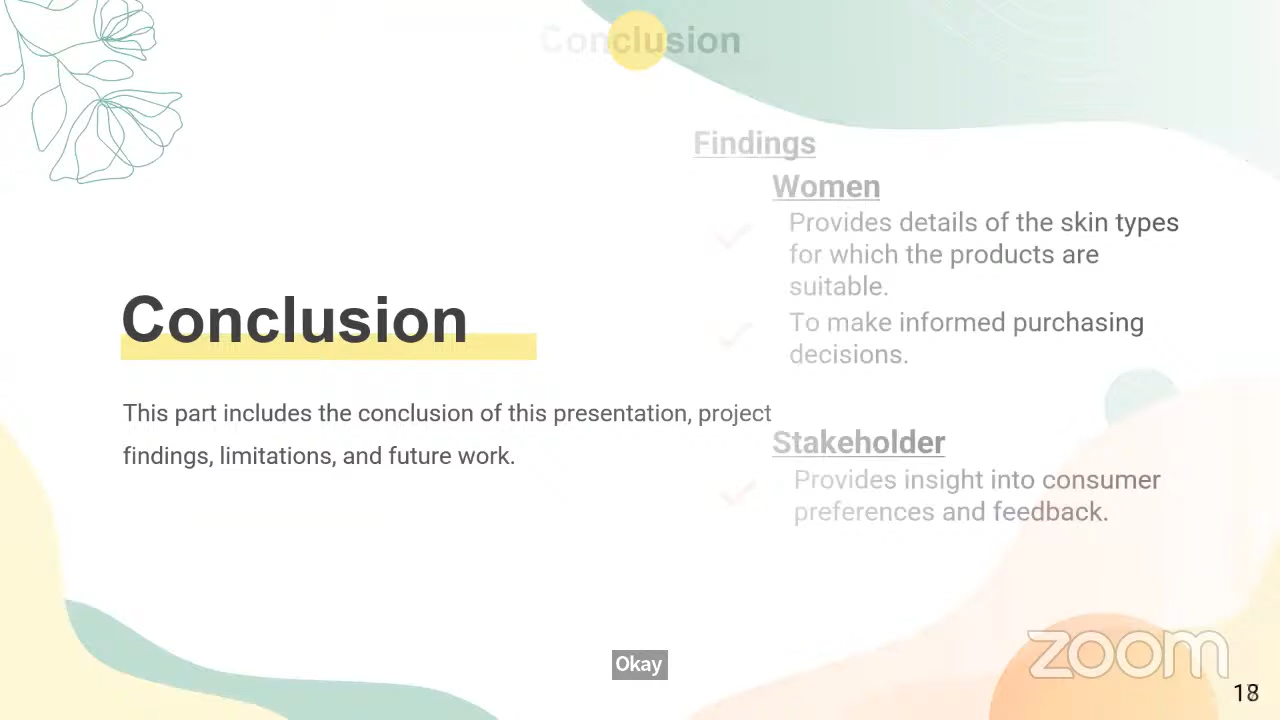 Conclusion
Findings
Women
Provides details of the skin types
for which the products are
suitable.
To make informed purchasing
decisions.
Conclusion
This part includes the conclusion of this presentation, project
findings, limitations, and future work.
Stakeholder
Provides insight into consumer
preferences and feedback.
Okay
zoom
18